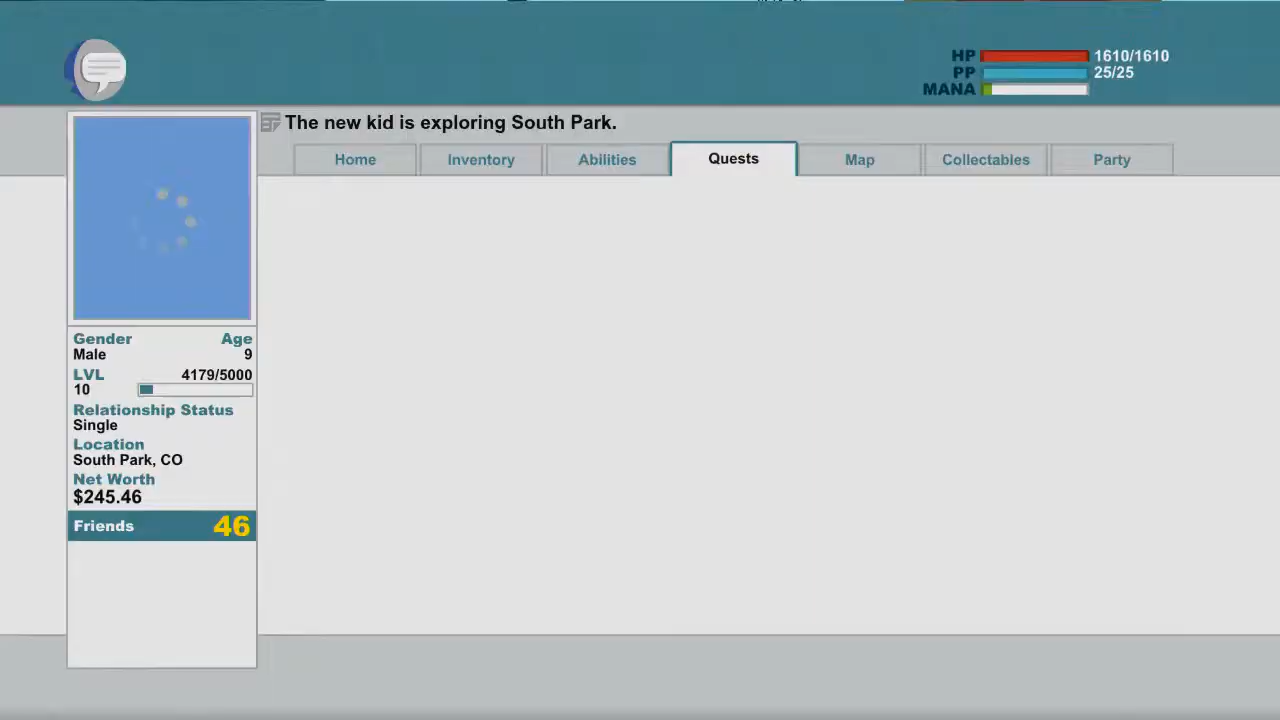 HP 1610/1610
PP 25/25
MANA
The new kid is exploring South Park.
Home Inventory Abilities Quests Map Collectables Party
Gender Age
Male 9
LVL 4179/5000
10
Relationship Status
Single
Location
South Park, CO
Net Worth
$245.46
Friends 46